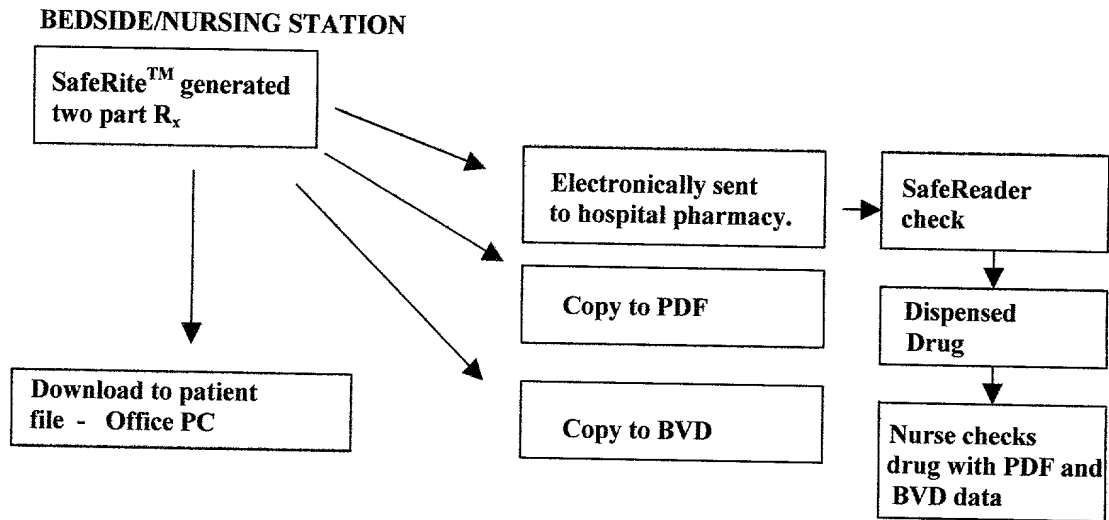 BEDSIDE/NURSING STATION
SafeRite™ generated
two part Rx
Electronically sent
to hospital pharmacy.
SafeReader
check
Copy to PDF
Dispensed
Drug
Download to patient
file - Office PC
Copy to BVD
Nurse checks
drug with PDF and
BVD data